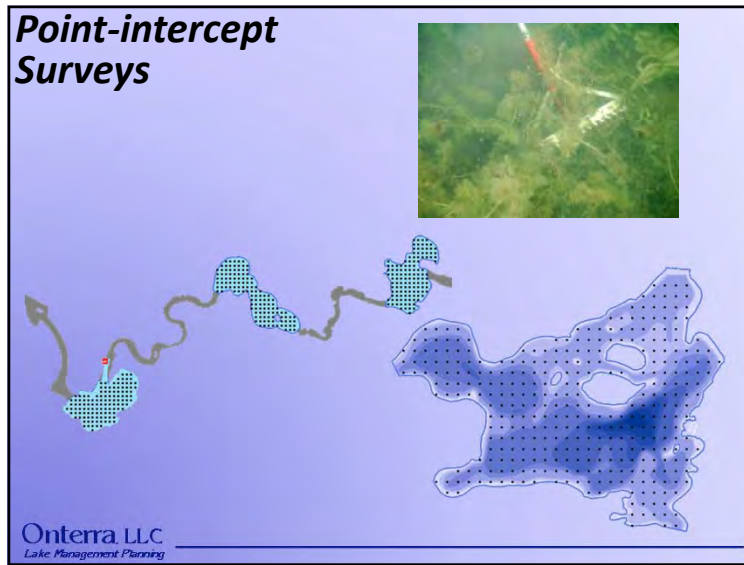 Point-intercept
Surveys
Onterra, LLC
Lake Management Planning